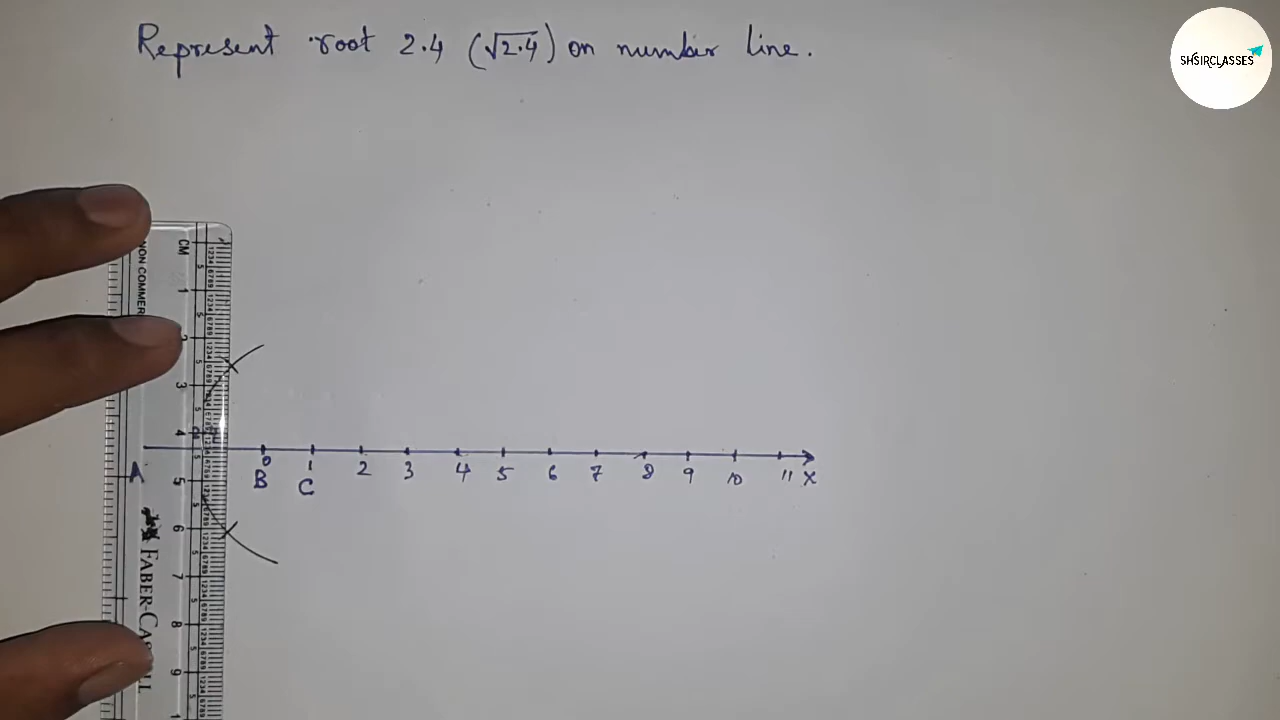 Represent root 2.4 (√2.4) on number line.
SHSIRCLASSES
CM
NON COMMER
1
2
3
4
A 0 1 2 3 4 5 6 7 8 9 10 11 X
B C
5
6
FABER-CASTELL
7
8
9